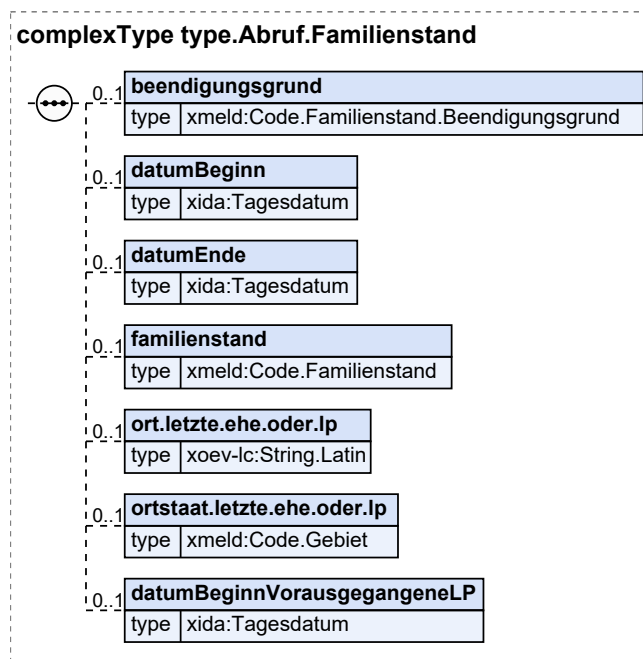 complexType type.Abruf.Familienstand
0..1 beendigungsgrund
type xmeld:Code.Familienstand.Beendigungsgrund
0..1 datumBeginn
type xida:Tagesdatum
0..1 datumEnde
type xida:Tagesdatum
0..1 familienstand
type xmeld:Code.Familienstand
0..1 ort.letzte.ehe.oder.lp
type xoev-lc:String.Latin
0..1 ortstaat.letzte.ehe.oder.lp
type xmeld:Code.Gebiet
0..1 datumBeginnVorausgegangeneLP
type xida:Tagesdatum